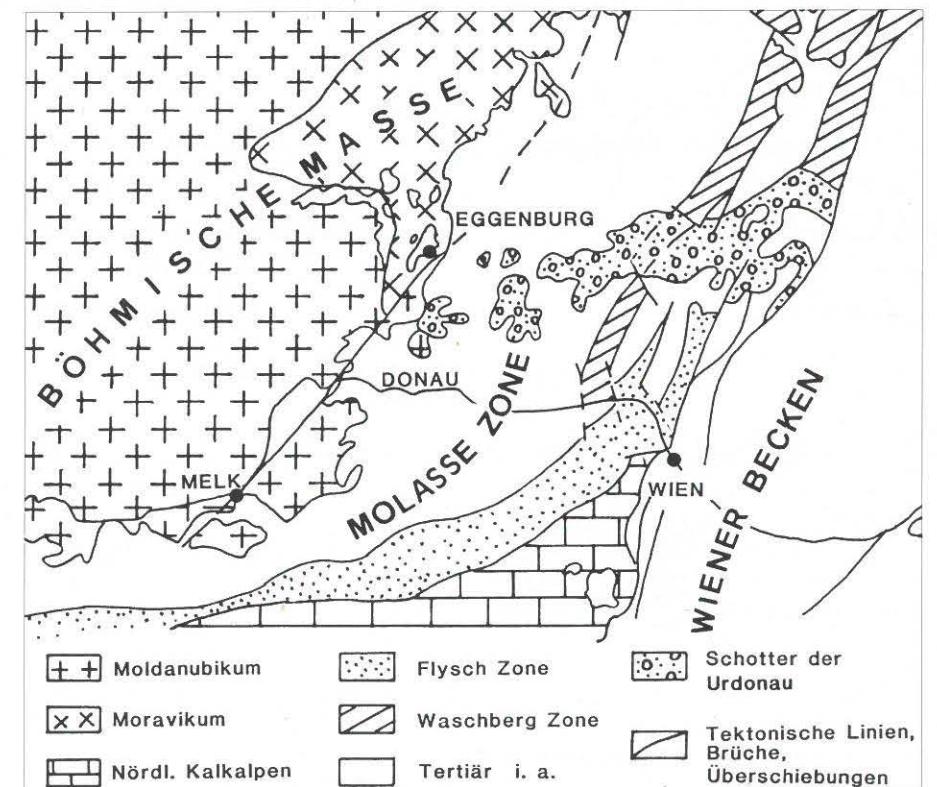 BÖHMISCHE MASSE
EGGENBURG
DONAU
MOLASSE ZONE
MELK
WIEN
WIENER BECKEN
Moldanubikum
Moravikum
Nördl. Kalkalpen
Flysch Zone
Waschberg Zone
Tertiär i. a.
Schotter der
Urdonau
Tektonische Linien,
Brüche,
Überschiebungen